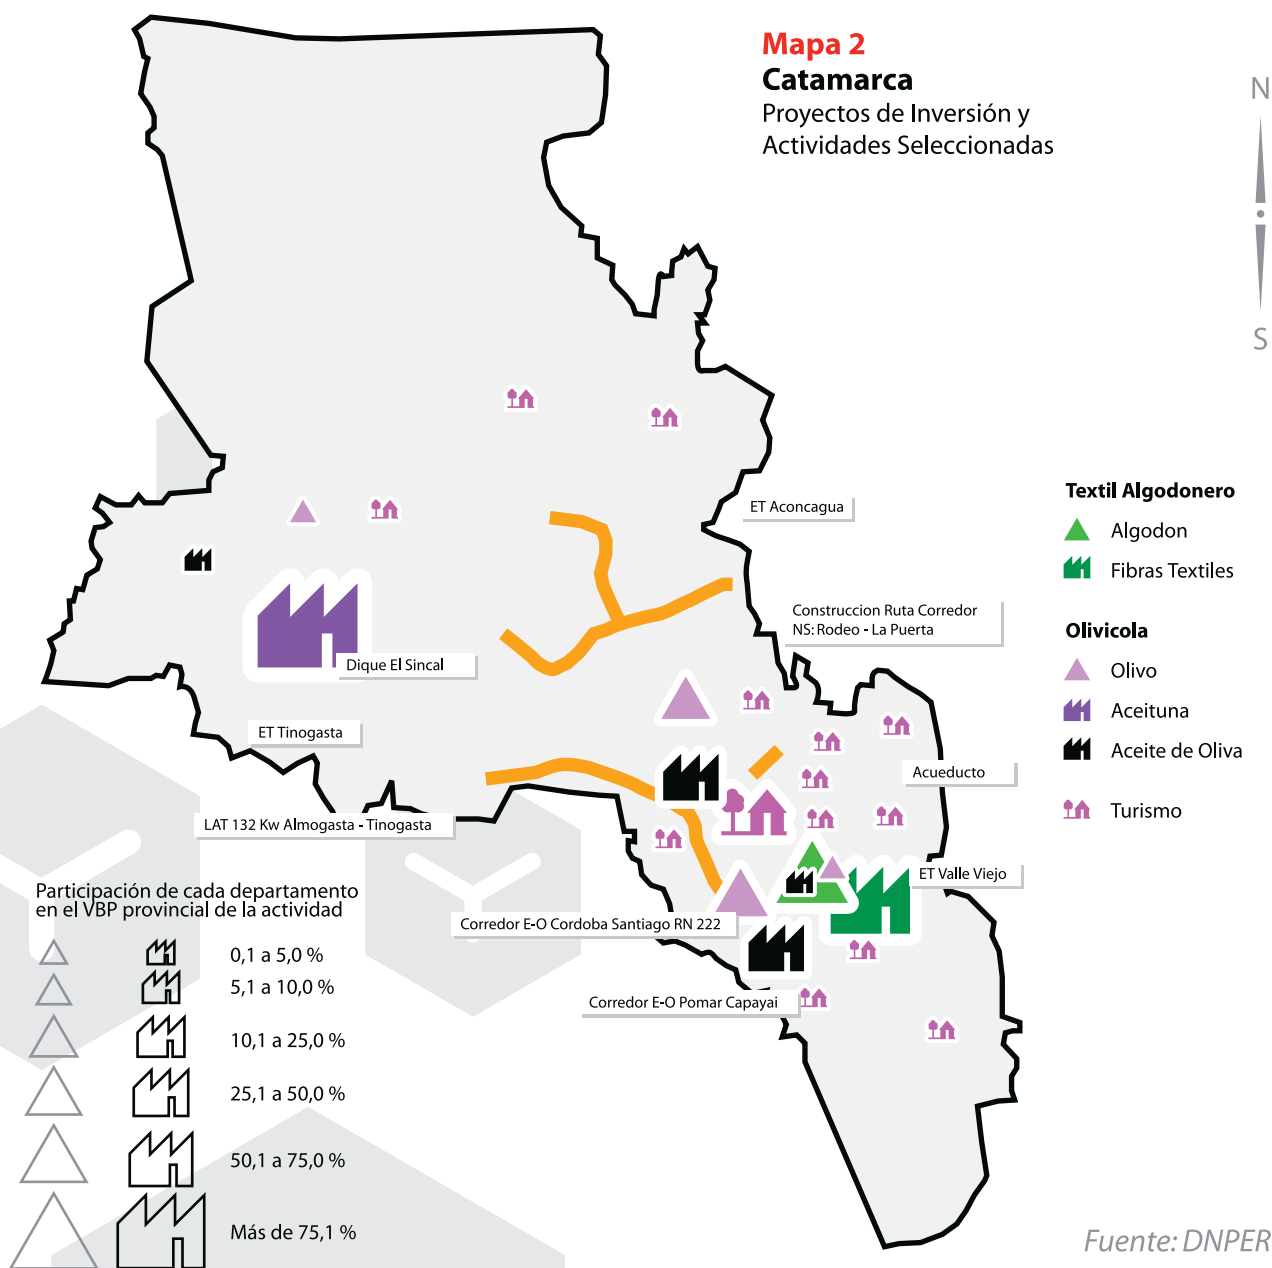 Mapa 2
Catamarca
Proyectos de Inversión y
Actividades Seleccionadas
N
S
ET Aconcagua
Construccion Ruta Corredor
NS: Rodeo - La Puerta
Dique El Sincal
ET Tinogasta
Acueducto
LAT 132 Kw Almogasta - Tinogasta
ET Valle Viejo
Corredor E-O Cordoba Santiago RN 222
Corredor E-O Pomar Capayai
Textil Algodonero
Algodon
Fibras Textiles
Olivicola
Olivo
Aceituna
Aceite de Oliva
Turismo
Participación de cada departamento
en el VBP provincial de la actividad
0,1 a 5,0 %
5,1 a 10,0 %
10,1 a 25,0 %
25,1 a 50,0 %
50,1 a 75,0 %
Más de 75,1 %
Fuente: DNPER